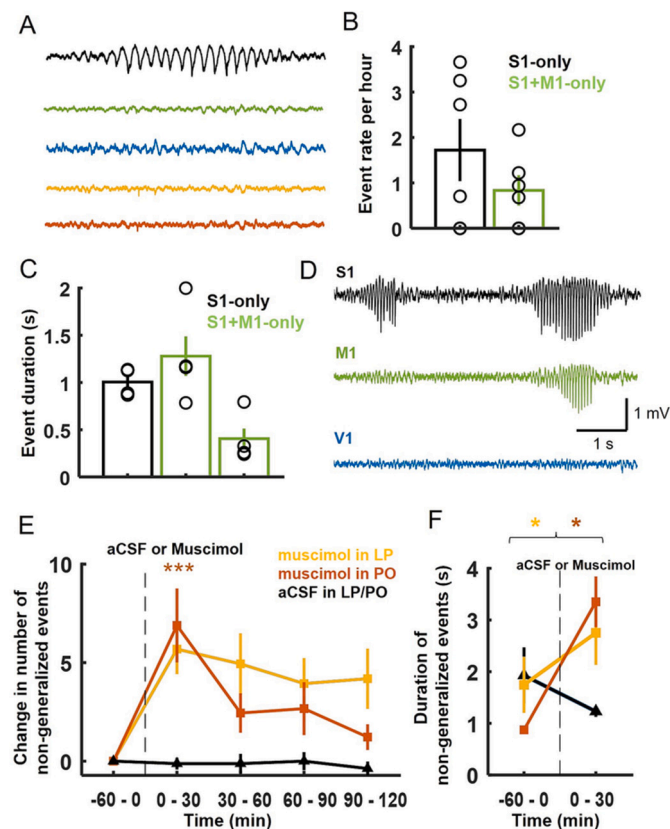 A
B
Event rate per hour
4
3
2
1
0
S1-only
S1+M1-only
C
Event duration (s)
2
1.5
1
0.5
0
S1-only
S1+M1-only
D
S1
M1
V1
1 mV
1 s
E
Change in number of
non-generalized events
10
5
0
aCSF or Muscimol
***
muscimol in LP
muscimol in PO
aCSF in LP/PO
-60 - 0 0 - 30 30 - 60 60 - 90 90 - 120
Time (min)
F
* *
aCSF or Muscimol
Duration of
non-generalized events (s)
4
3
2
1
0
-60 - 0 0 - 30
Time (min)